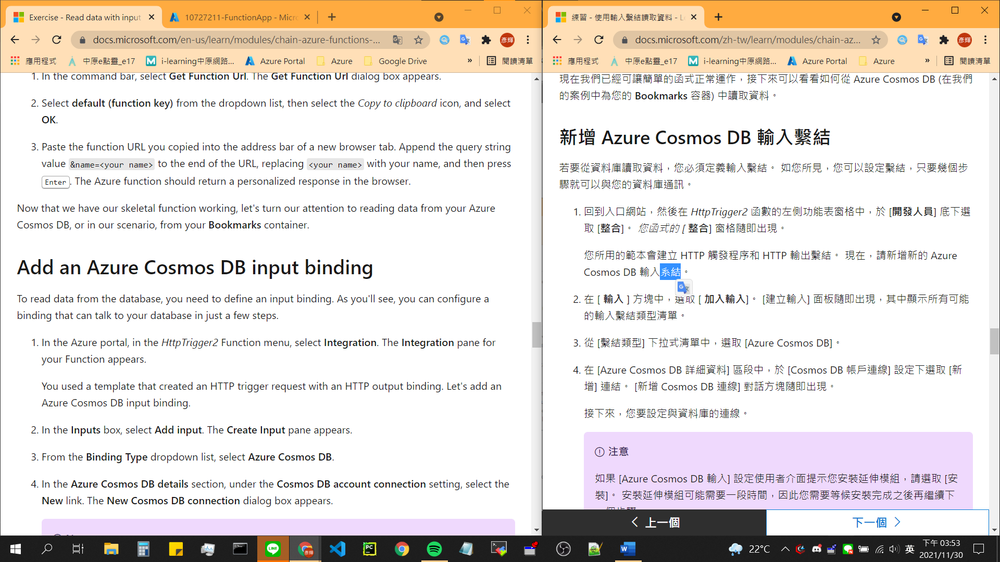 Exercise - Read data with input
10727211-FunctionApp - Micro
docs.microsoft.com/en-us/learn/modules/chain-azure-functions-...
彥輝
應用程式
中原e點靈_e17
i-learning中原網路...
Azure Portal
Azure
Google Drive
»
閱讀清單
1. In the command bar, select Get Function Url. The Get Function Url dialog box appears.
2. Select default (function key) from the dropdown list, then select the Copy to clipboard icon, and select
OK.
3. Paste the function URL you copied into the address bar of a new browser tab. Append the query string
value &name=<your name> to the end of the URL, replacing <your name> with your name, and then press
Enter. The Azure function should return a personalized response in the browser.
Now that we have our skeletal function working, let's turn our attention to reading data from your Azure
Cosmos DB, or in our scenario, from your Bookmarks container.
Add an Azure Cosmos DB input binding
To read data from the database, you need to define an input binding. As you'll see, you can configure a
binding that can talk to your database in just a few steps.
1. In the Azure portal, in the HttpTrigger2 Function menu, select Integration. The Integration pane for
your Function appears.
You used a template that created an HTTP trigger request with an HTTP output binding. Let's add an
Azure Cosmos DB input binding.
2. In the Inputs box, select Add input. The Create Input pane appears.
3. From the Binding Type dropdown list, select Azure Cosmos DB.
4. In the Azure Cosmos DB details section, under the Cosmos DB account connection setting, select the
New link. The New Cosmos DB connection dialog box appears.
練習 - 使用輸入繫結讀取資料 - L
docs.microsoft.com/zh-tw/learn/modules/chain-az...
彥輝
應用程式
中原e點靈_e17
i-learning中原網路...
Azure Portal
Azure
»
閱讀清單
現在我們已經可讓簡單的函式正常運作，接下來可以看看如何從 Azure Cosmos DB (在我們
的案例中為您的 Bookmarks 容器) 中讀取資料。
新增 Azure Cosmos DB 輸入繫結
若要從資料庫讀取資料，您必須定義輸入繫結。 如您所見，您可以設定繫結，只要幾個步
驟就可以與您的資料庫通訊。
1. 回到入口網站，然後在 HttpTrigger2 函數的左側功能表窗格中，於 [開發人員] 底下選
取 [整合]。 您函式的 [ 整合] 窗格隨即出現。
您所用的範本會建立 HTTP 觸發程序和 HTTP 輸出繫結。 現在，請新增新的 Azure
Cosmos DB 輸入系結。
2. 在 [ 輸入 ] 方塊中，選取 [ 加入輸入]。 [建立輸入] 面板隨即出現，其中顯示所有可能
的輸入繫結類型清單。
3. 從 [繫結類型] 下拉式清單中，選取 [Azure Cosmos DB]。
4. 在 [Azure Cosmos DB 詳細資料] 區段中，於 [Cosmos DB 帳戶連線] 設定下選取 [新
增] 連結。 [新增 Cosmos DB 連線] 對話方塊隨即出現。
接下來，您要設定與資料庫的連線。
注意
如果 [Azure Cosmos DB 輸入] 設定使用者介面提示您安裝延伸模組，請選取 [安
裝]。 安裝延伸模組可能需要一段時間，因此您需要等候安裝完成之後再繼續下
上一個
下一個
22°C
英
下午 03:53
2021/11/30